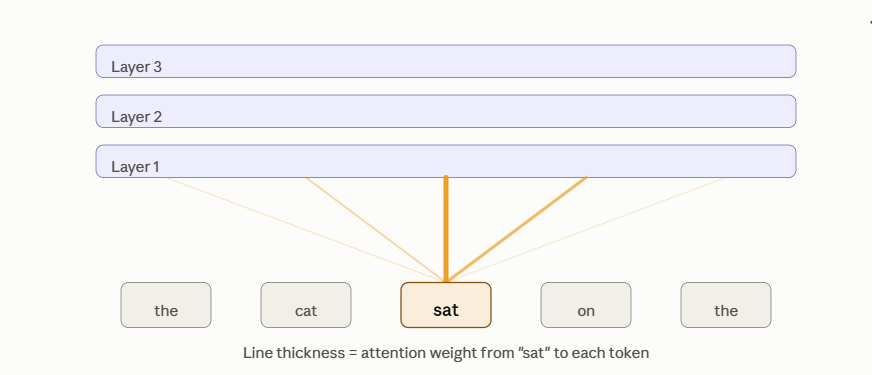 Layer 3
Layer 2
Layer 1
the cat sat on the
Line thickness = attention weight from "sat" to each token